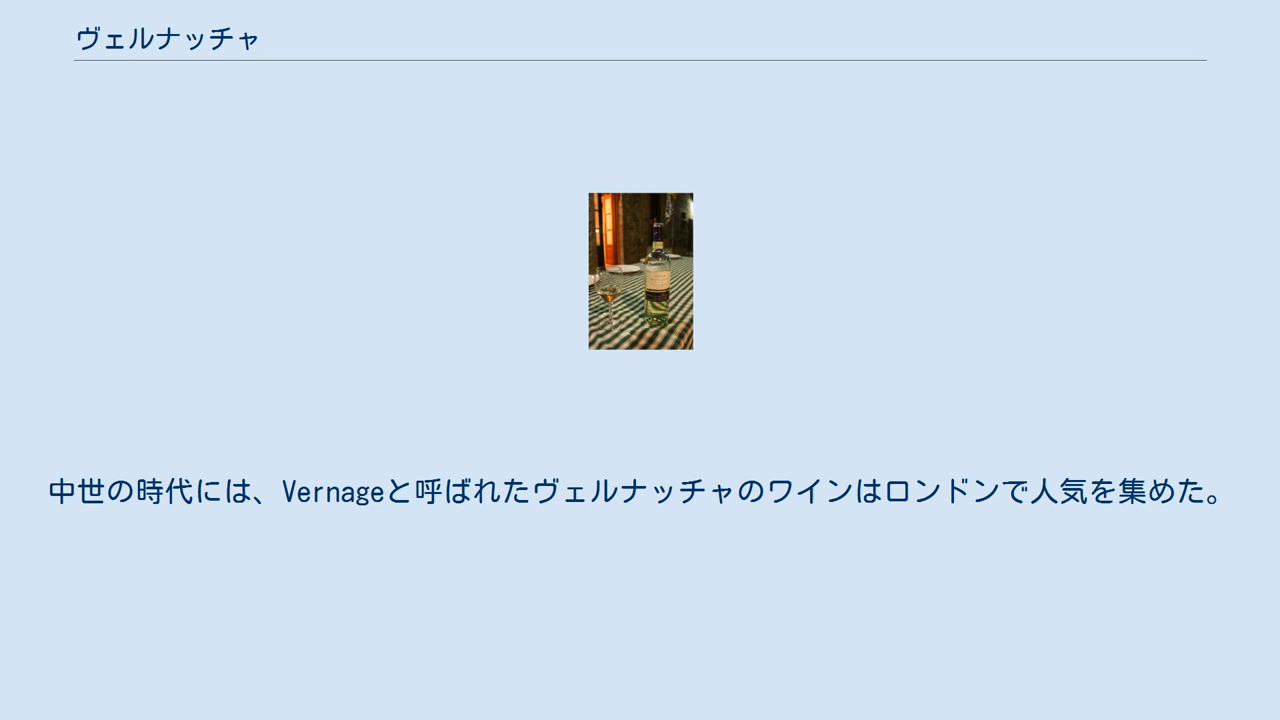 ヴェルナッチャ
中世の時代には、Vernageと呼ばれたヴェルナッチャのワインはロンドンで人気を集めた。